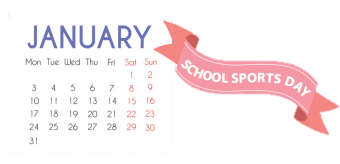 JANUARY
Mon Tue Wed Thu Fri Sat Sun
1 2
3 4 5 6 7 8 9
10 11 12 13 14 15 16
17 18 19 20 21 22 23
24 25 26 27 28 29 30
31
SCHOOL SPORTS DAY